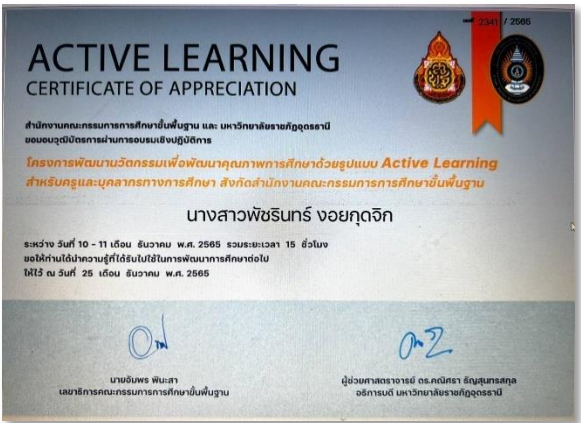 เลขที่ 2341 / 2565
ACTIVE LEARNING
CERTIFICATE OF APPRECIATION
สำนักงานคณะกรรมการการศึกษาขั้นพื้นฐาน และ มหาวิทยาลัยราชภัฏอุดรธานี
ขอมอบวุฒิบัตรการผ่านการอบรมเชิงปฏิบัติการ
โครงการพัฒนานวัตกรรมเพื่อพัฒนาคุณภาพการศึกษาด้วยรูปแบบ Active Learning
สำหรับครูและบุคลากรทางการศึกษา สังกัดสำนักงานคณะกรรมการการศึกษาขั้นพื้นฐาน
นางสาวพัชรินทร์ งอยกุดจิก
ระหว่าง วันที่ 10 - 11 เดือน ธันวาคม พ.ศ. 2565 รวมระยะเวลา 15 ชั่วโมง
ขอให้ท่านได้นำความรู้ที่ได้รับไปใช้ในการพัฒนาการศึกษาต่อไป
ให้ไว้ ณ วันที่ 25 เดือน ธันวาคม พ.ศ. 2565
นายอัมพร พินะสา
เลขาธิการคณะกรรมการการศึกษาขั้นพื้นฐาน
ผู้ช่วยศาสตราจารย์ ดร.คณิศรา ธัญสุนทรสกุล
อธิการบดี มหาวิทยาลัยราชภัฏอุดรธานี